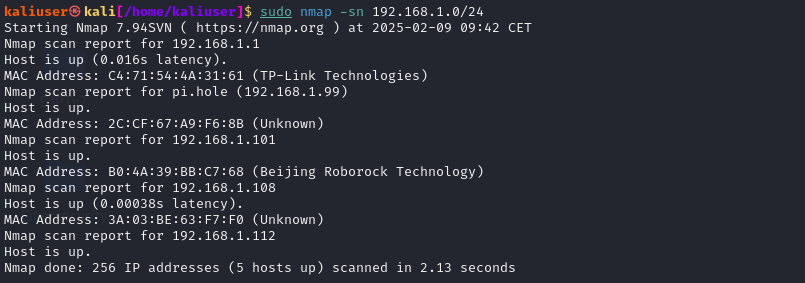 kaliuser㉿kali[/home/kaliuser]$ sudo nmap -sn 192.168.1.0/24
Starting Nmap 7.94SVN ( https://nmap.org ) at 2025-02-09 09:42 CET
Nmap scan report for 192.168.1.1
Host is up (0.016s latency).
MAC Address: C4:71:54:4A:31:61 (TP-Link Technologies)
Nmap scan report for pi.hole (192.168.1.99)
Host is up.
MAC Address: 2C:CF:67:A9:F6:8B (Unknown)
Nmap scan report for 192.168.1.101
Host is up.
MAC Address: B0:4A:39:BB:C7:68 (Beijing Roborock Technology)
Nmap scan report for 192.168.1.108
Host is up (0.00038s latency).
MAC Address: 3A:03:BE:63:F7:F0 (Unknown)
Nmap scan report for 192.168.1.112
Host is up.
Nmap done: 256 IP addresses (5 hosts up) scanned in 2.13 seconds